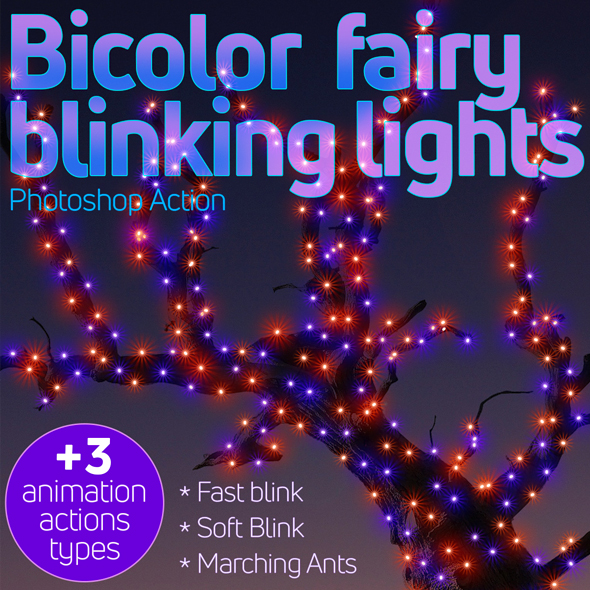 Bicolor fairy
blinking lights
Photoshop Action
+3
animation
actions
types
* Fast blink
* Soft Blink
* Marching Ants